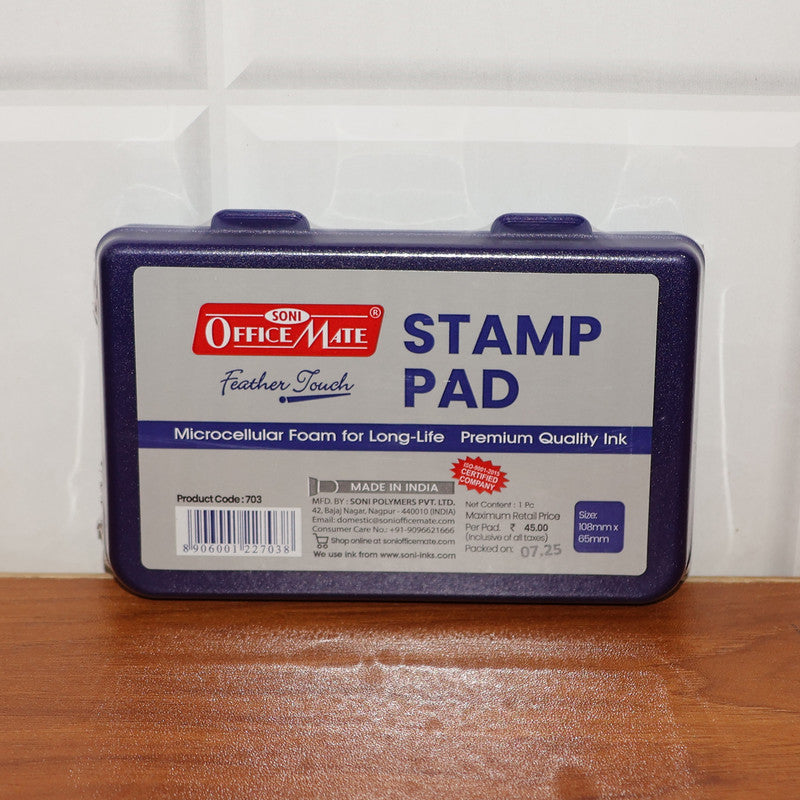 SONI
OFFICE MATE ®
Feather Touch
STAMP
PAD
Microcellular Foam for Long-Life Premium Quality Ink
Product Code : 703
8 906001 227038
MADE IN INDIA
MFD. BY : SONI POLYMERS PVT. LTD.
42, Bajaj Nagar, Nagpur - 440010 (INDIA)
Email: domestic@soniofficemate.com
Consumer Care No.: +91-9096621666
Shop online at soniofficemate.com
We use ink from www.soni-inks.com
ISO-9001-2015
CERTIFIED
COMPANY
Net Content : 1 Pc
Maximum Retail Price
Per Pad. ₹ 45.00
(Inclusive of all taxes)
Packed on: 07.25
Size:
108mm x
65mm